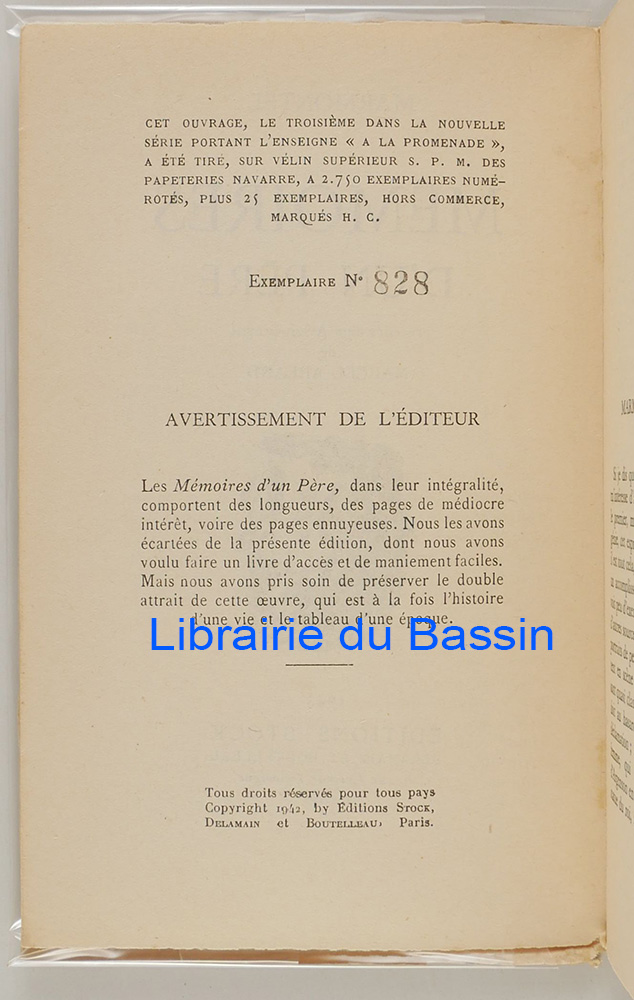 CET OUVRAGE, LE TROISIÈME DANS LA NOUVELLE
SÉRIE PORTANT L'ENSEIGNE « A LA PROMENADE »,
A ÉTÉ TIRÉ, SUR VÉLIN SUPÉRIEUR S. P. M. DES
PAPETERIES NAVARRE, A 2.750 EXEMPLAIRES NUMÉ-
ROTÉS, PLUS 25 EXEMPLAIRES, HORS COMMERCE,
MARQUÉS H. C.
EXEMPLAIRE N° 828
AVERTISSEMENT DE L'ÉDITEUR
Les Mémoires d'un Père, dans leur intégralité,
comportent des longueurs, des pages de médiocre
intérêt, voire des pages ennuyeuses. Nous les avons
écartées de la présente édition, dont nous avons
voulu faire un livre d'accès et de maniement faciles.
Mais nous avons pris soin de préserver le double
attrait de cette œuvre, qui est à la fois l'histoire
d'une vie et le tableau d'une époque.
Librairie du Bassin
Tous droits réservés pour tous pays
Copyright 1942, by Éditions STOCK,
DELAMAIN et BOUTELLEAU, Paris.